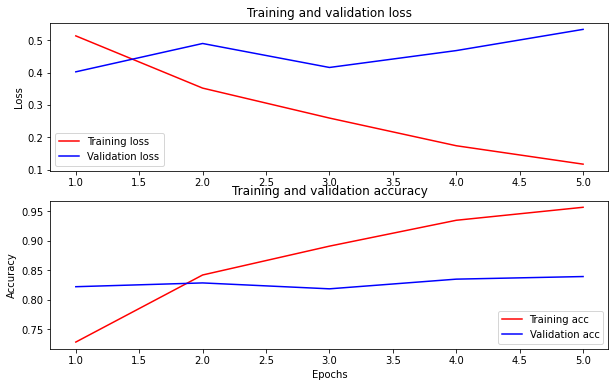 Training and validation loss
Loss
0.5
0.4
0.3
0.2
0.1
Training loss
Validation loss
1.0 1.5 2.0 2.5 3.0 3.5 4.0 4.5 5.0
Training and validation accuracy
Accuracy
0.95
0.90
0.85
0.80
0.75
Training acc
Validation acc
1.0 1.5 2.0 2.5 3.0 3.5 4.0 4.5 5.0
Epochs